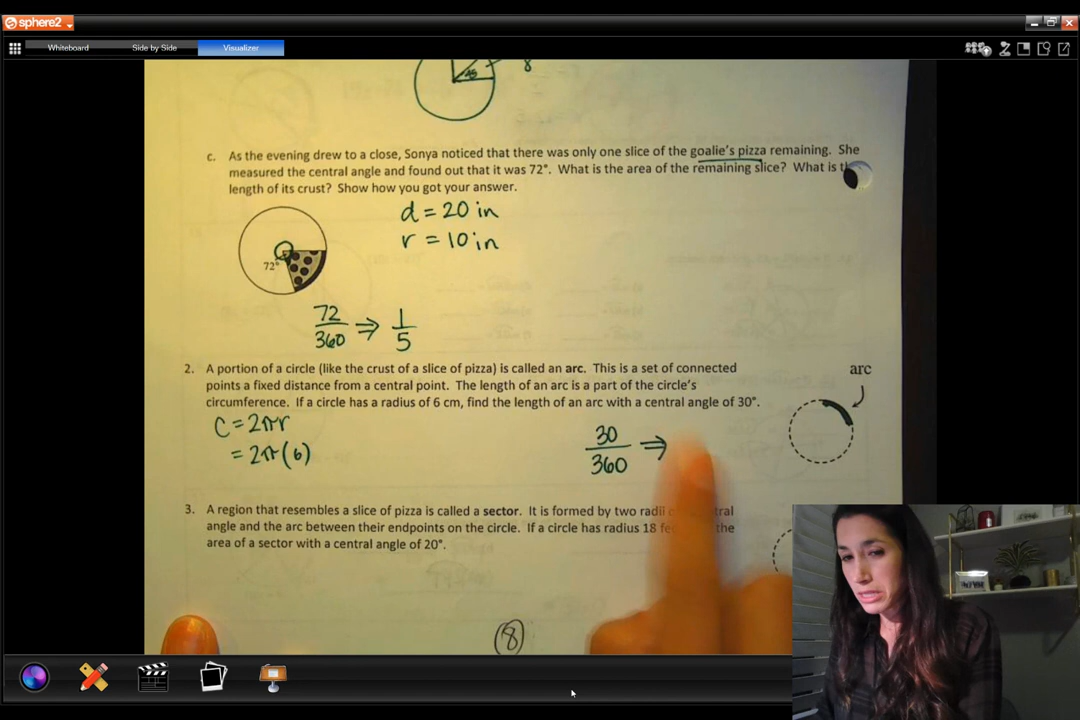 sphere2
Whiteboard Side by Side Visualizer
45
8
c. As the evening drew to a close, Sonya noticed that there was only one slice of the goalie's pizza remaining. She
measured the central angle and found out that it was 72°. What is the area of the remaining slice? What is
length of its crust? Show how you got your answer.
d = 20 in
r = 10 in
72°
72/360 ⇒ 1/5
2. A portion of a circle (like the crust of a slice of pizza) is called an arc. This is a set of connected
points a fixed distance from a central point. The length of an arc is a part of the circle's
circumference. If a circle has a radius of 6 cm, find the length of an arc with a central angle of 30°.
arc
C = 2πr
= 2πr(6)
30/360 ⇒
3. A region that resembles a slice of pizza is called a sector. It is formed by two radii
angle and the arc between their endpoints on the circle. If a circle has radius 18 the
area of a sector with a central angle of 20°.
8